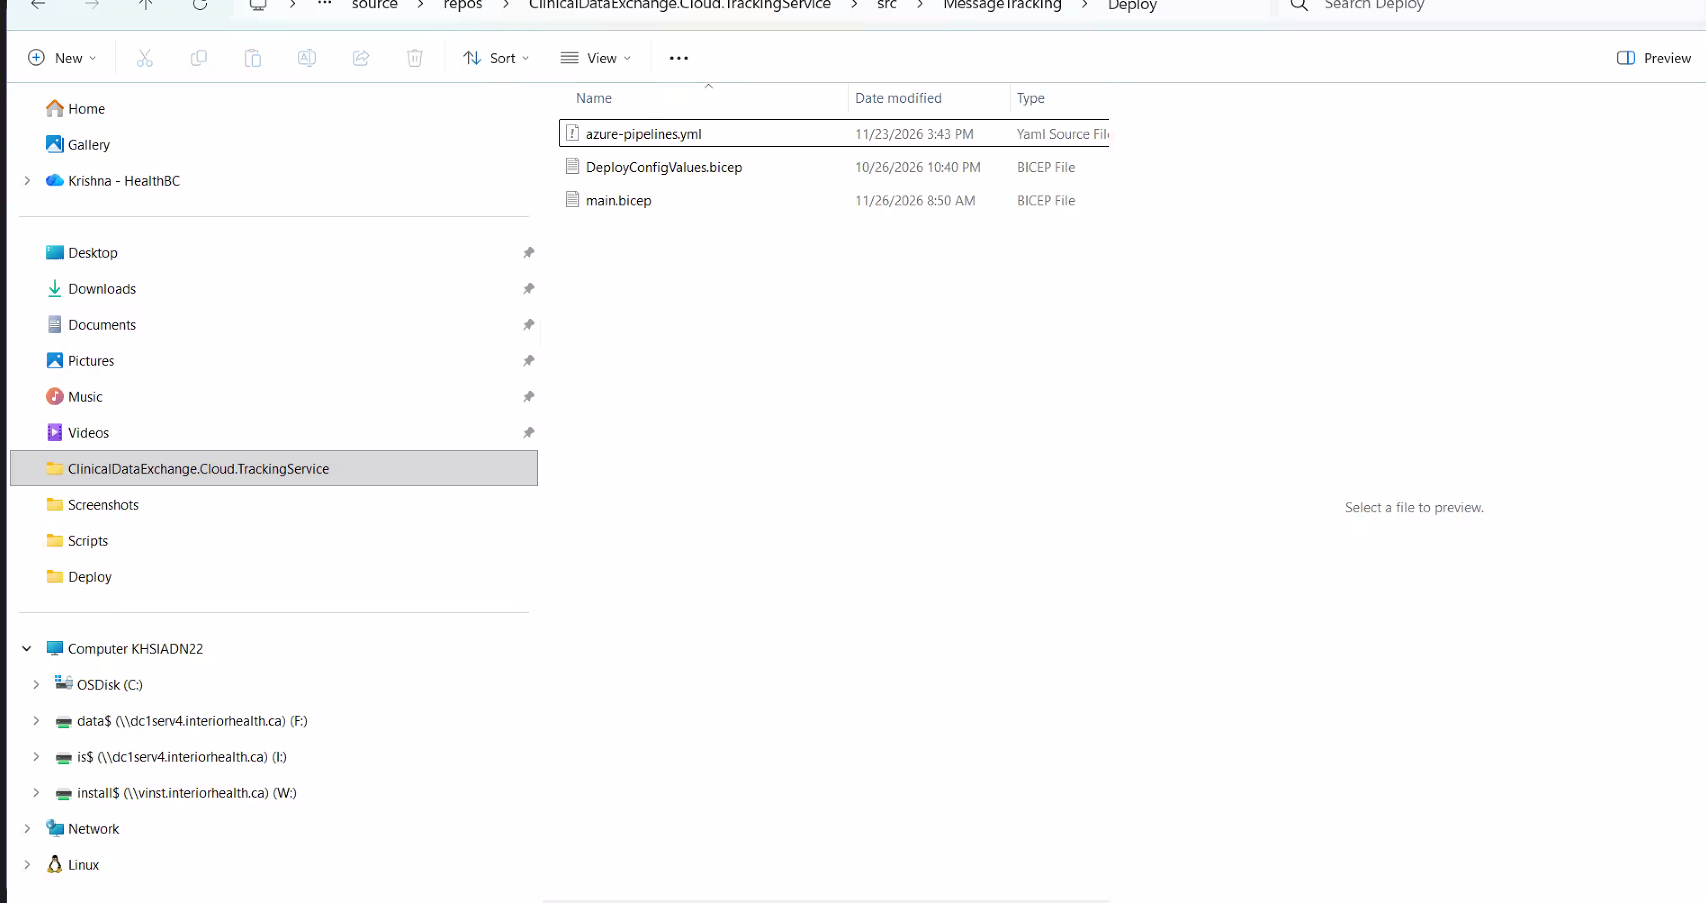 source > repos > ClinicalDataExchange.Cloud.TrackingService > src > MessageTracking > Deploy
Search Deploy
New
Sort
View
Preview
Home
Gallery
Krishna - HealthBC
Desktop
Downloads
Documents
Pictures
Music
Videos
ClinicalDataExchange.Cloud.TrackingService
Screenshots
Scripts
Deploy
Computer KHSIADN22
OSDisk (C:)
data$ (\\dc1serv4.interiorhealth.ca) (F:)
is$ (\\dc1serv4.interiorhealth.ca) (I:)
install$ (\\vinst.interiorhealth.ca) (W:)
Network
Linux
Name Date modified Type
azure-pipelines.yml 11/23/2026 3:43 PM Yaml Source File
DeployConfigValues.bicep 10/26/2026 10:40 PM BICEP File
main.bicep 11/26/2026 8:50 AM BICEP File
Select a file to preview.